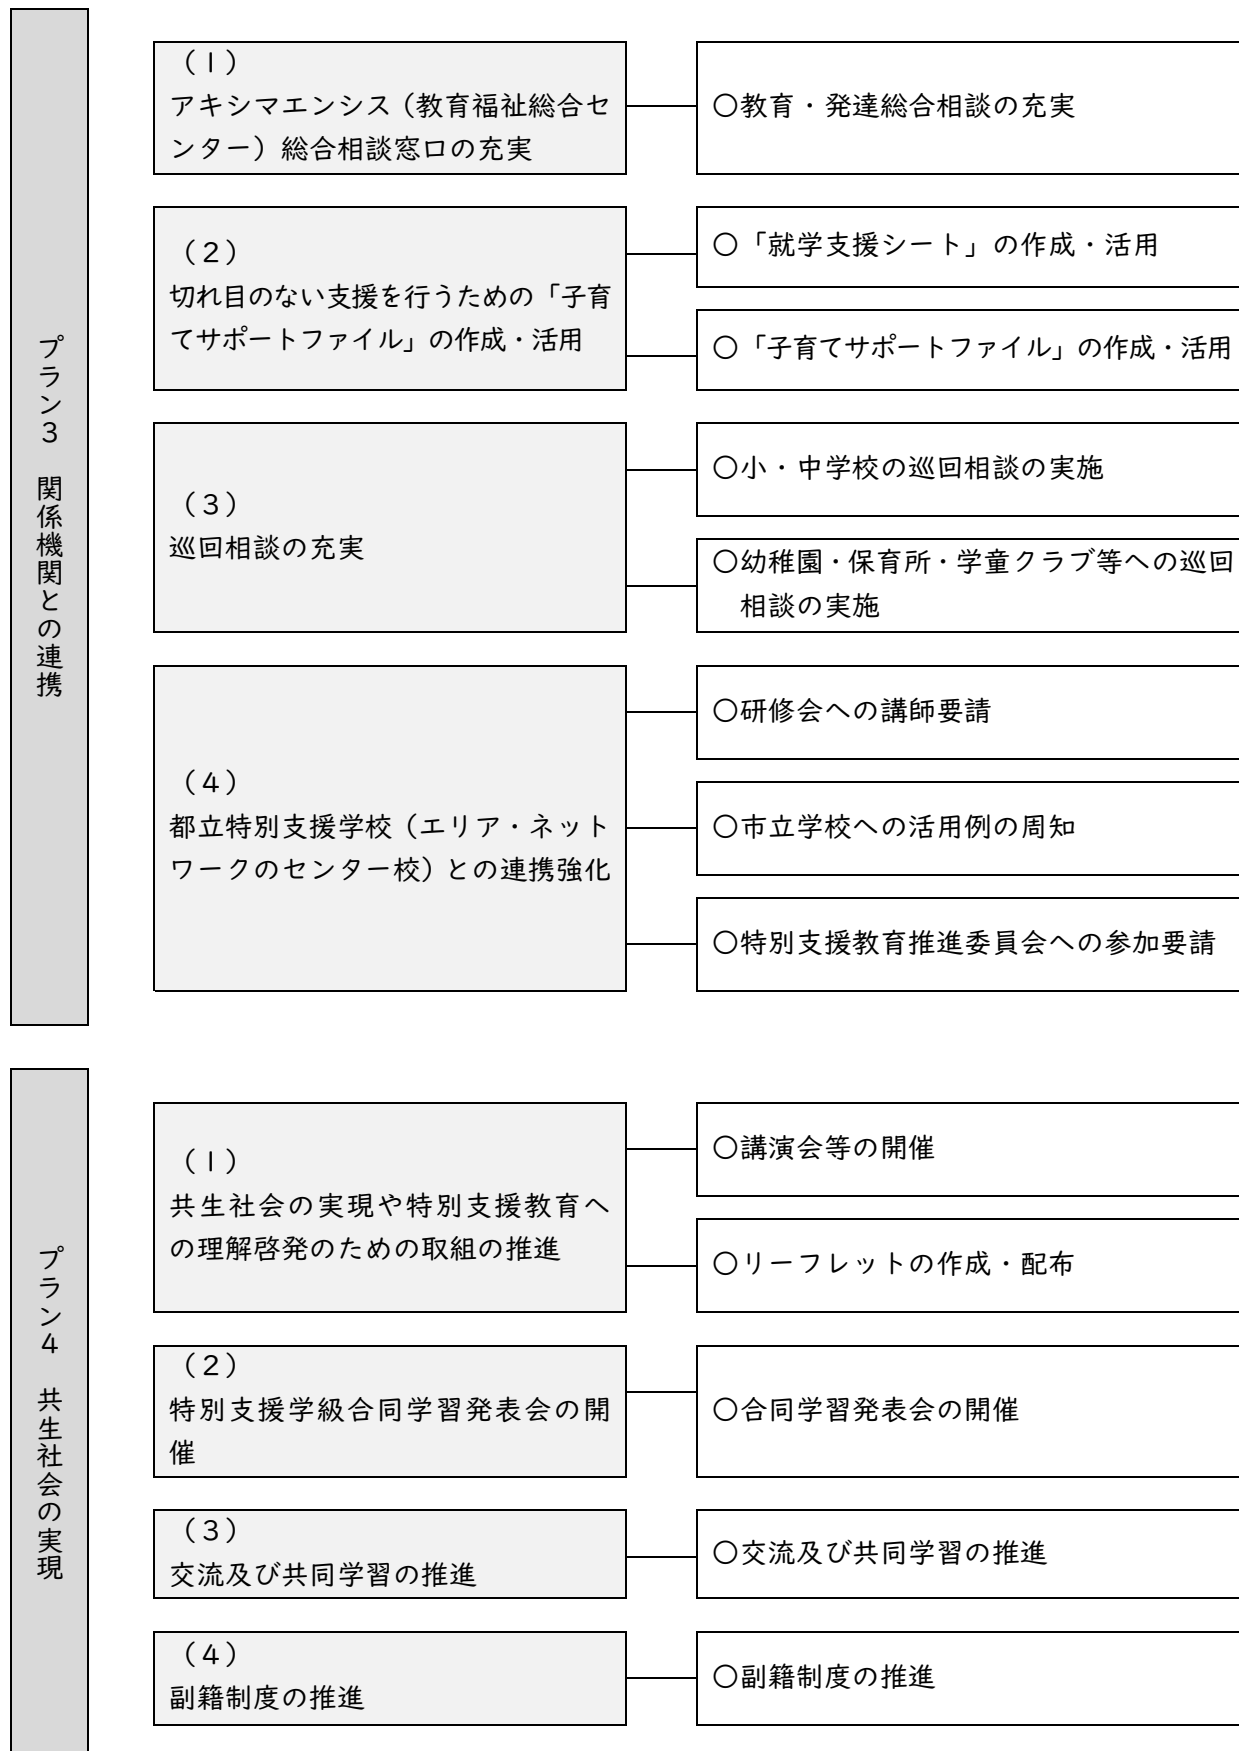 プラン3　関係機関との連携
（1）
アキシマエンシス（教育福祉総合セ
ンター）総合相談窓口の充実
〇教育・発達総合相談の充実
（2）
切れ目のない支援を行うための「子育
てサポートファイル」の作成・活用
〇「就学支援シート」の作成・活用
〇「子育てサポートファイル」の作成・活用
（3）
巡回相談の充実
〇小・中学校の巡回相談の実施
〇幼稚園・保育所・学童クラブ等への巡回
相談の実施
（4）
都立特別支援学校（エリア・ネット
ワークのセンター校）との連携強化
〇研修会への講師要請
〇市立学校への活用例の周知
〇特別支援教育推進委員会への参加要請
プラン4　共生社会の実現
（1）
共生社会の実現や特別支援教育へ
の理解啓発のための取組の推進
〇講演会等の開催
〇リーフレットの作成・配布
（2）
特別支援学級合同学習発表会の開
催
〇合同学習発表会の開催
（3）
交流及び共同学習の推進
〇交流及び共同学習の推進
（4）
副籍制度の推進
〇副籍制度の推進